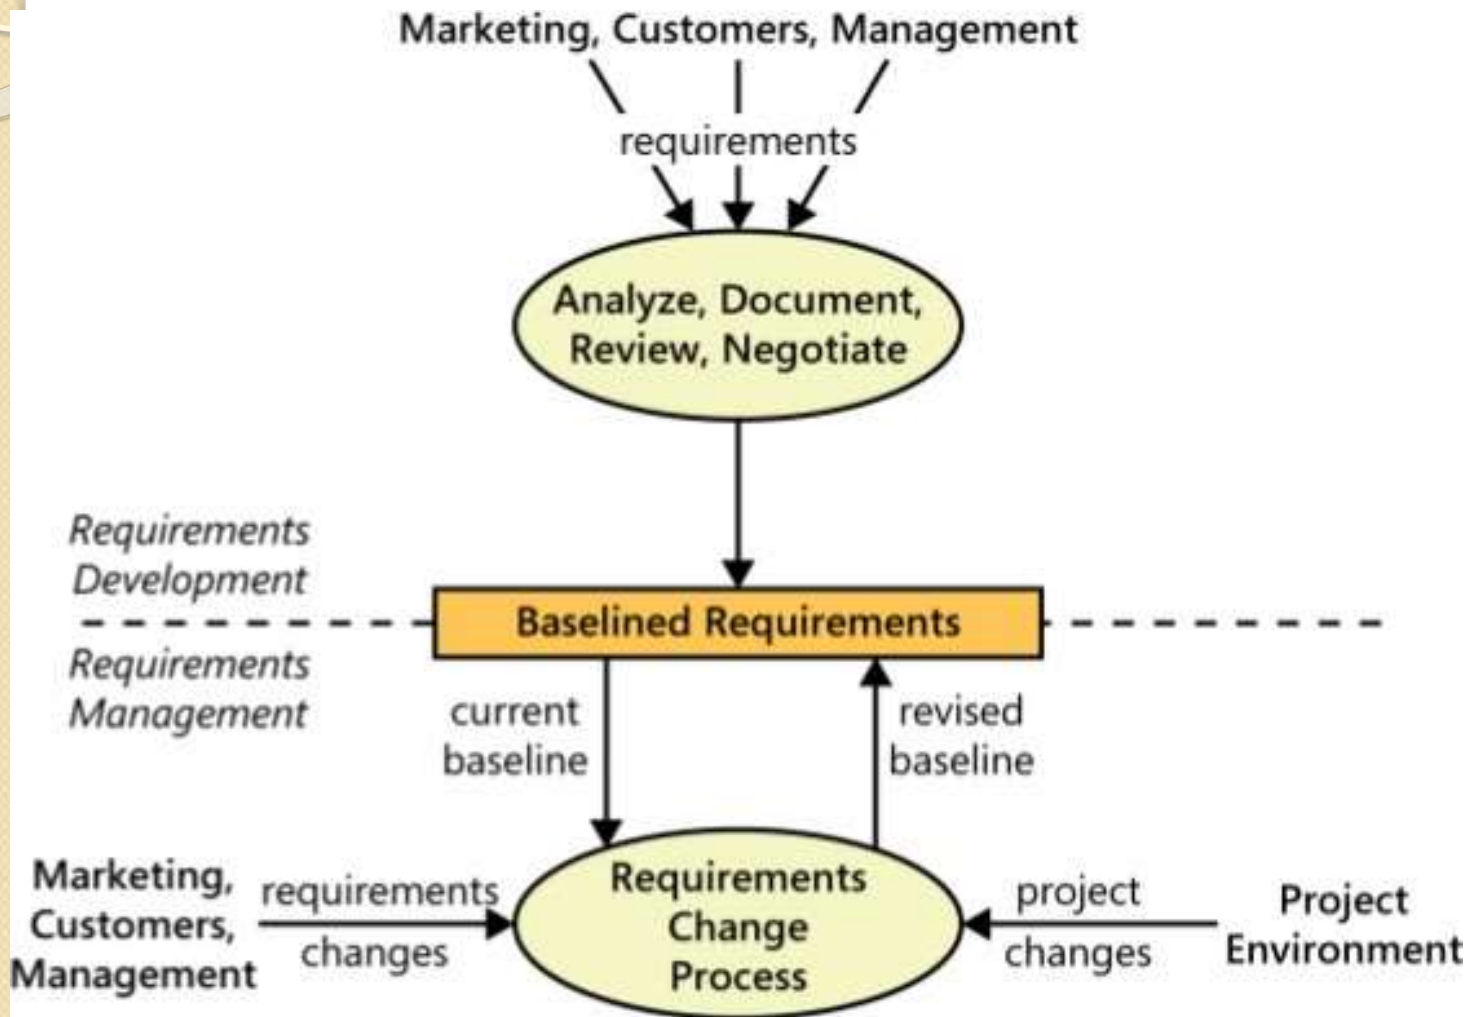 Marketing, Customers, Management
requirements
Analyze, Document,
Review, Negotiate
Requirements
Development
Baselined Requirements
Requirements
Management
current
baseline
revised
baseline
Marketing,
Customers,
Management
requirements
changes
Requirements
Change
Process
project
changes
Project
Environment